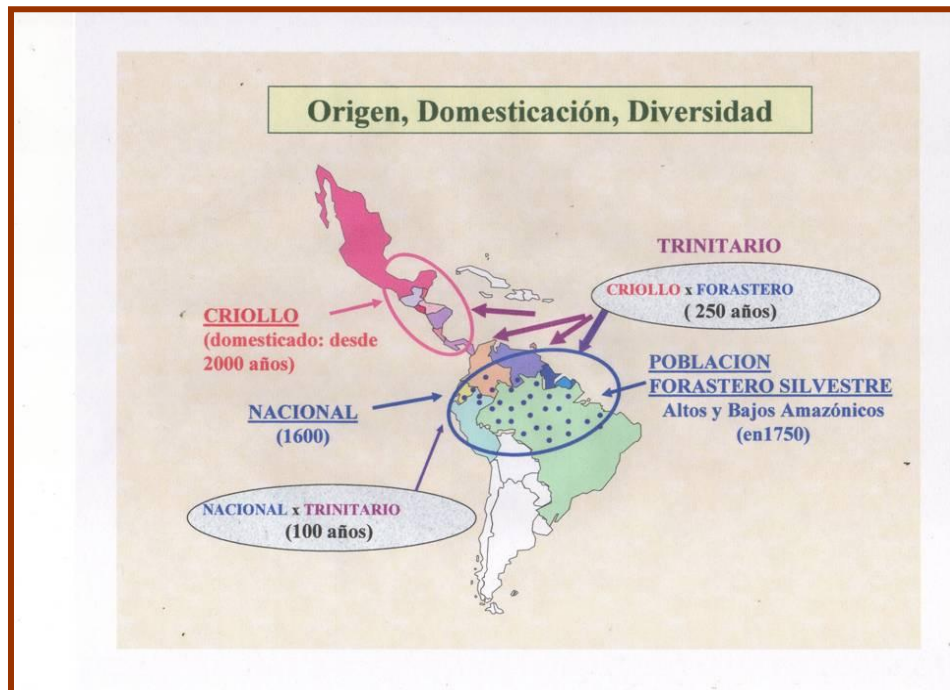 Origen, Domesticación, Diversidad
TRINITARIO
CRIOLLO x FORASTERO
( 250 años)
CRIOLLO
(domesticado: desde
2000 años)
POBLACION
FORASTERO SILVESTRE
Altos y Bajos Amazónicos
(en1750)
NACIONAL
(1600)
NACIONAL x TRINITARIO
(100 años)